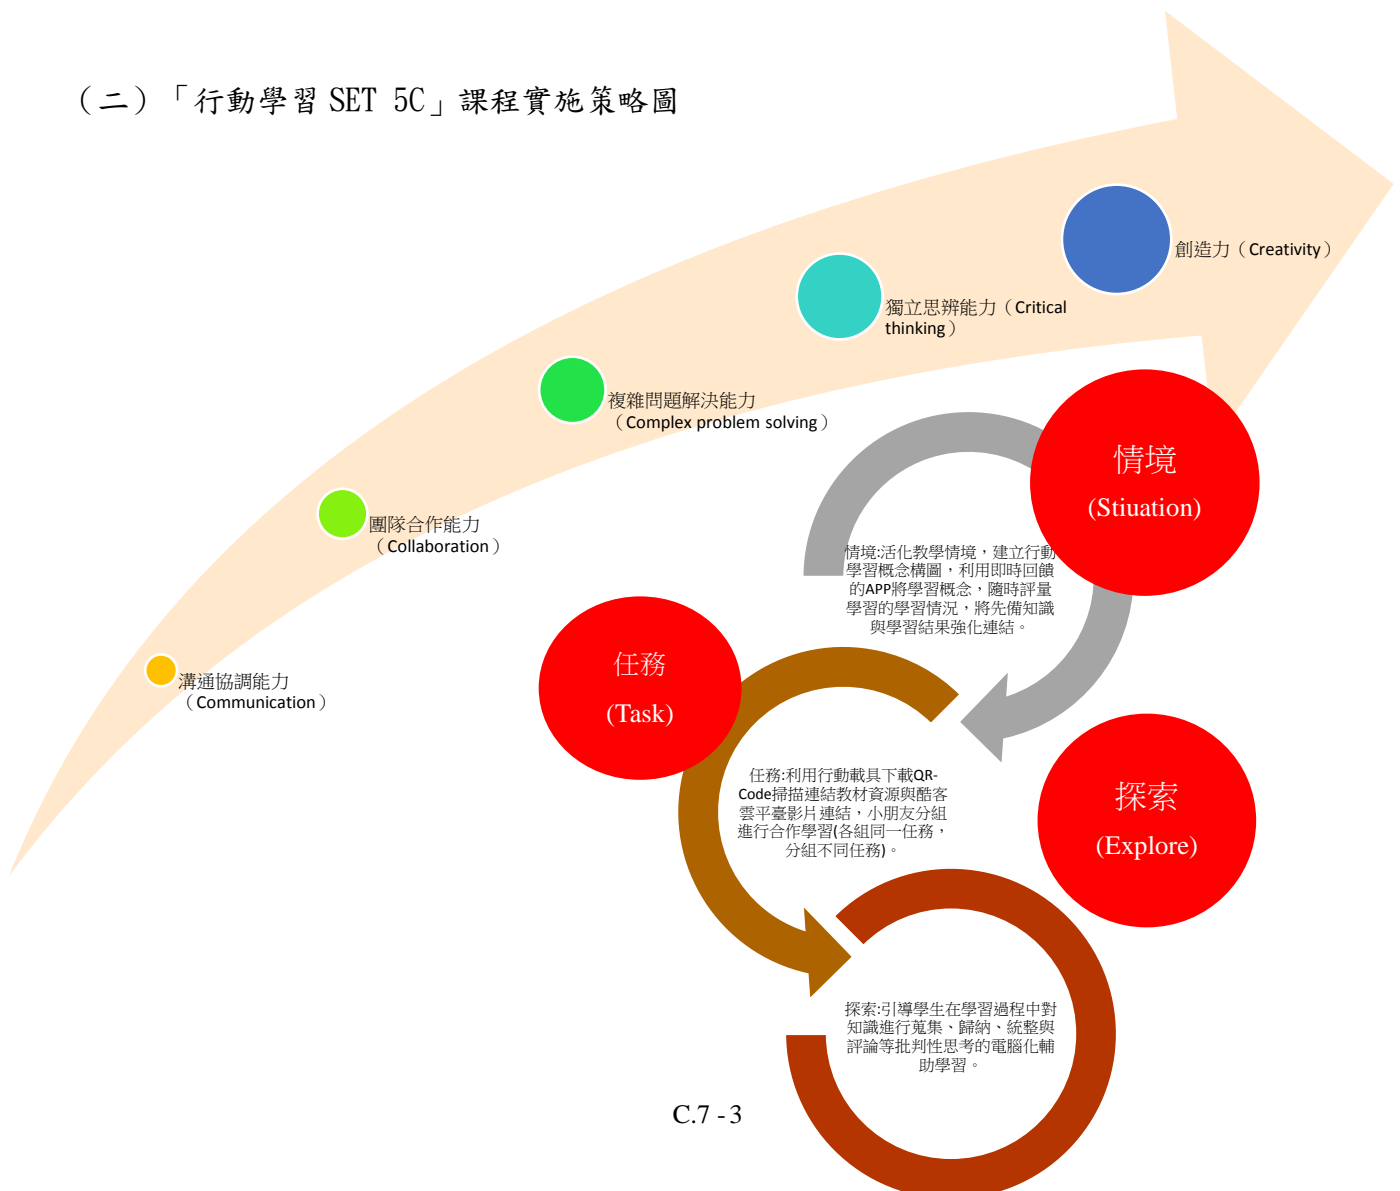 （二）「行動學習 SET 5C」課程實施策略圖
創造力（Creativity）
獨立思辨能力（Critical
thinking）
複雜問題解決能力
（Complex problem solving）
團隊合作能力
（Collaboration）
溝通協調能力
（Communication）
情境
(Stiuation)
情境:活化教學情境，建立行動
學習概念構圖，利用即時回饋
的APP將學習概念，隨時評量
學習的學習情況，將先備知識
與學習結果強化連結。
任務
(Task)
任務:利用行動載具下載QR-
Code掃描連結教材資源與酷客
雲平臺影片連結，小朋友分組
進行合作學習(各組同一任務，
分組不同任務)。
探索
(Explore)
探索:引導學生在學習過程中對
知識進行蒐集、歸納、統整與
評論等批判性思考的電腦化輔
助學習。
C.7 - 3